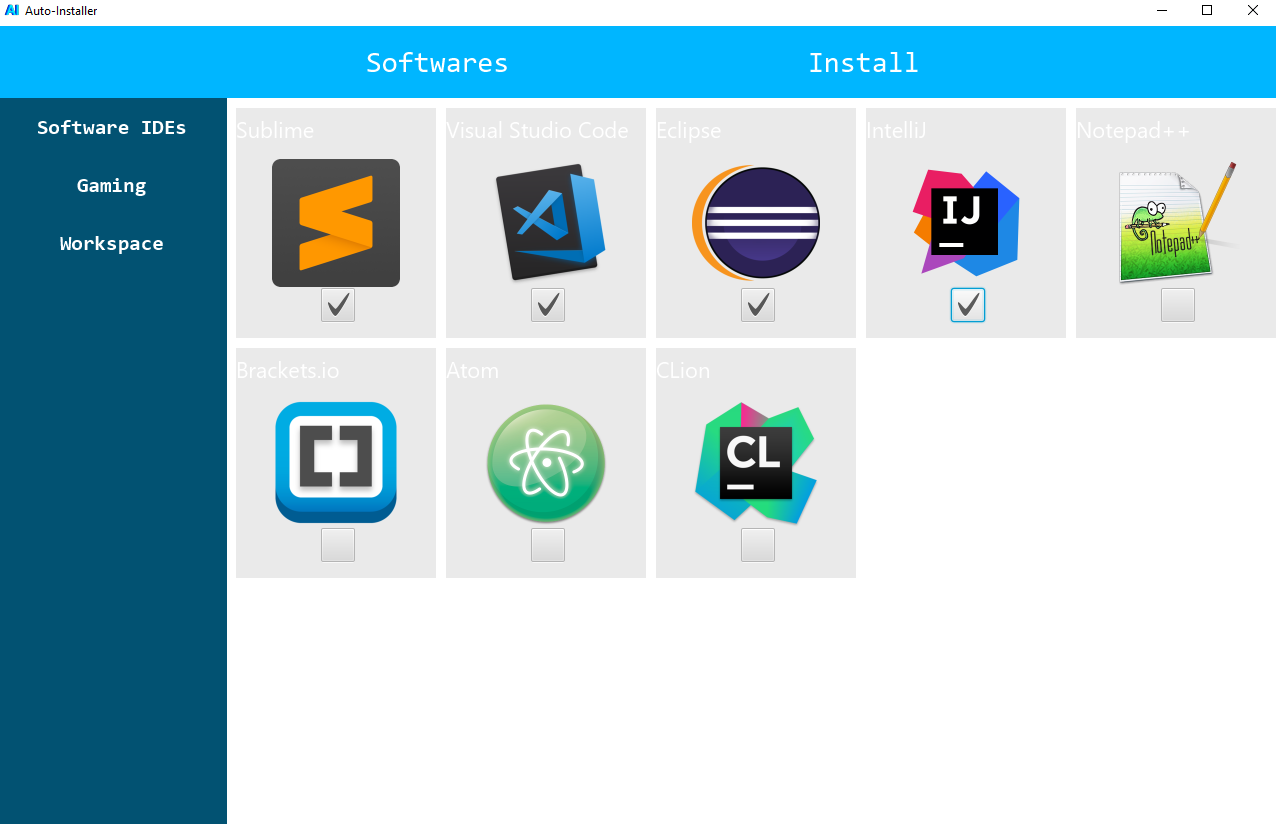 AI Auto-Installer
Softwares Install
Software IDEs
Gaming
Workspace
Sublime Visual Studio Code Eclipse IntelliJ Notepad++
IJ
Notepad++
Brackets.io Atom CLion
CL